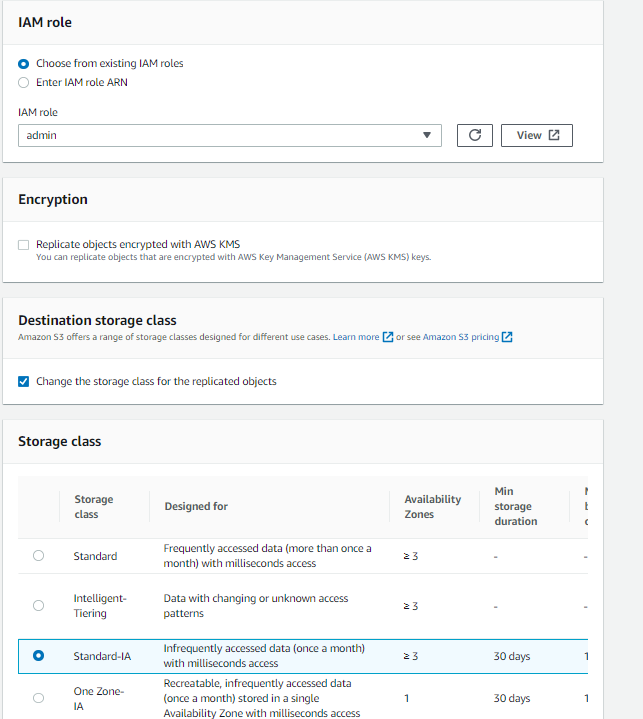 IAM role
Choose from existing IAM roles
Enter IAM role ARN
IAM role
admin
View
Encryption
Replicate objects encrypted with AWS KMS
You can replicate objects that are encrypted with AWS Key Management Service (AWS KMS) keys.
Destination storage class
Amazon S3 offers a range of storage classes designed for different use cases. Learn more or see Amazon S3 pricing
Change the storage class for the replicated objects
Storage class
Storage class
Designed for
Availability Zones
Min storage duration
Standard
Frequently accessed data (more than once a
month) with milliseconds access
≥ 3
-
-
Intelligent-
Tiering
Data with changing or unknown access
patterns
≥ 3
-
-
Standard-IA
Infrequently accessed data (once a month)
with milliseconds access
≥ 3
30 days
1
One Zone-
IA
Recreatable, infrequently accessed data
(once a month) stored in a single
Availability Zone with milliseconds access
1
30 days
1